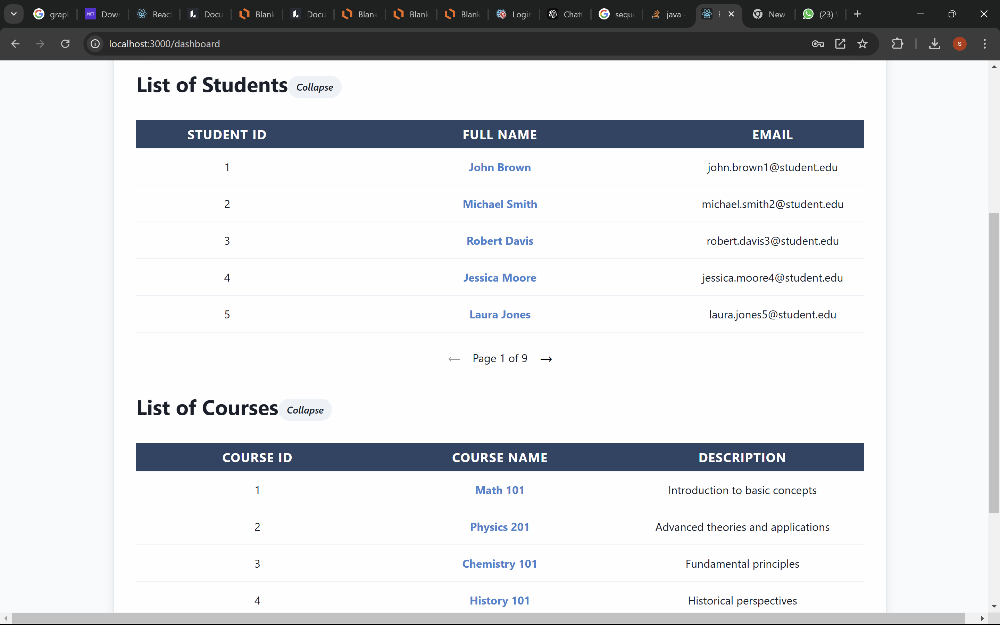 grap Dow Reac Docu Blank Docu Blank Blank Blank Login Chat sequ java - New (23)
localhost:3000/dashboard S
List of Students Collapse
STUDENT ID FULL NAME EMAIL
1 John Brown john.brown1@student.edu
2 Michael Smith michael.smith2@student.edu
3 Robert Davis robert.davis3@student.edu
4 Jessica Moore jessica.moore4@student.edu
5 Laura Jones laura.jones5@student.edu
← Page 1 of 9 →
List of Courses Collapse
COURSE ID COURSE NAME DESCRIPTION
1 Math 101 Introduction to basic concepts
2 Physics 201 Advanced theories and applications
3 Chemistry 101 Fundamental principles
4 History 101 Historical perspectives